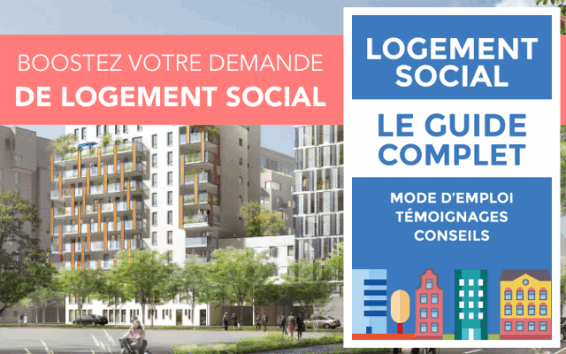 BOOSTEZ VOTRE DEMANDE
DE LOGEMENT SOCIAL
LOGEMENT
SOCIAL
LE GUIDE
COMPLET
MODE D'EMPLOI
TÉMOIGNAGES
CONSEILS